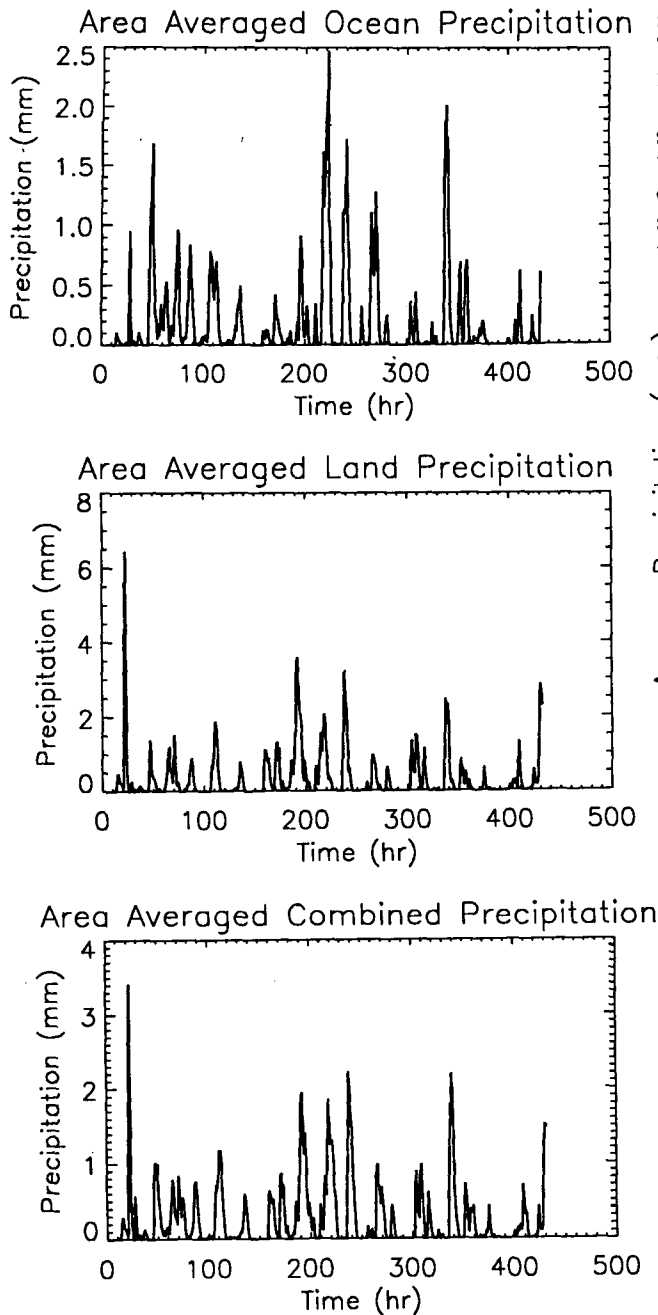 Area Averaged Ocean Precipitation
2.5
2.0
1.5
1.0
0.5
0.0
Precipitation (mm)
0 100 200 300 400 500
Time (hr)
Area Averaged Land Precipitation
8
6
4
2
0
Precipitation (mm)
0 100 200 300 400 500
Time (hr)
Area Averaged Combined Precipitation
4
3
2
1
0
Precipitation (mm)
0 100 200 300 400 500
Time (hr)